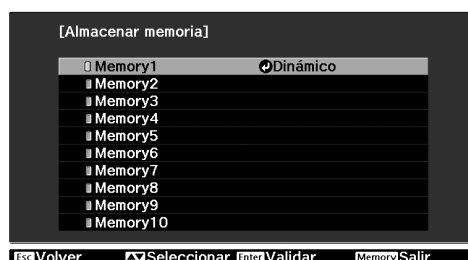 [Almacenar memoria]
Memory1 Dinámico
Memory2
Memory3
Memory4
Memory5
Memory6
Memory7
Memory8
Memory9
Memory10
Esc Volver Seleccionar Enter Validar Memory Salir